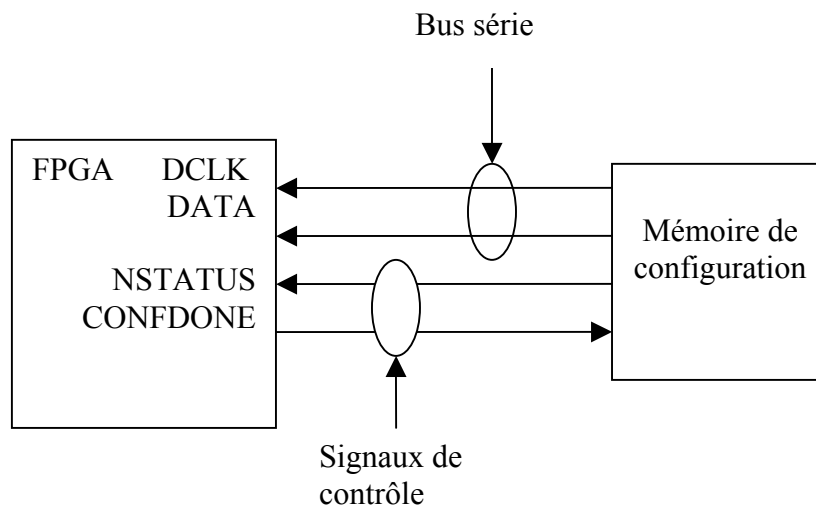 Bus série
FPGA DCLK
DATA
NSTATUS
CONFDONE
Mémoire de
configuration
Signaux de
contrôle